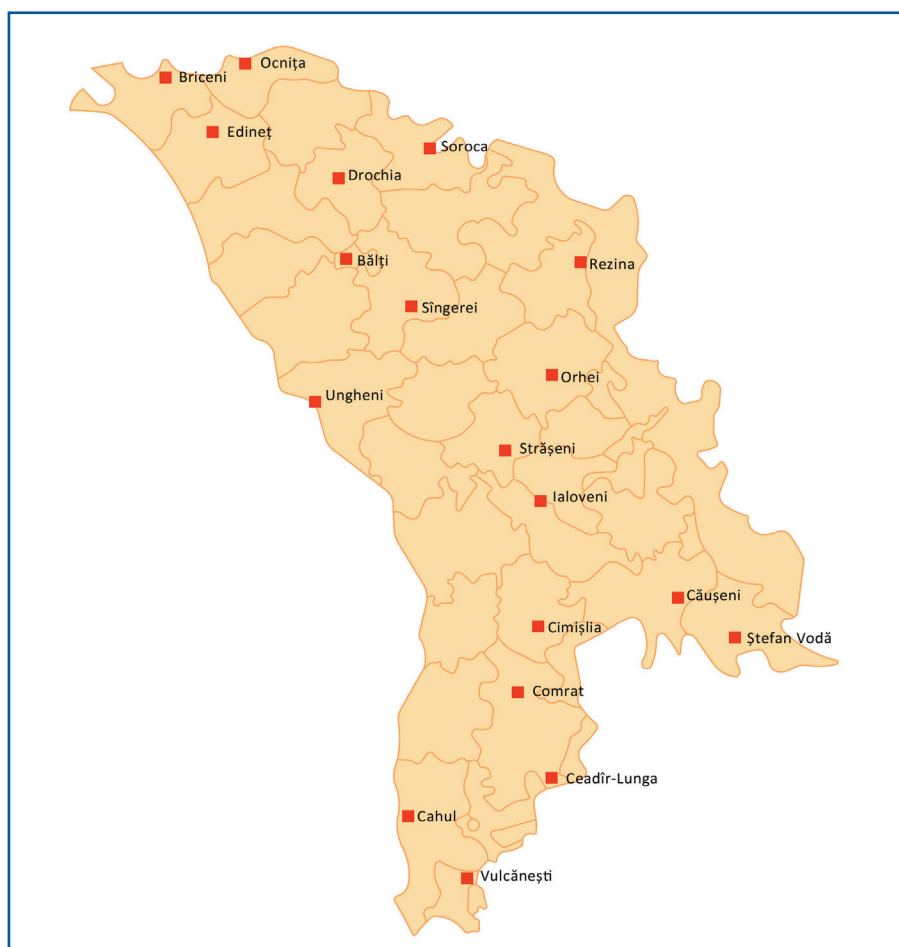 Ocnița
Briceni
Edineț
Soroca
Drochia
Bălți
Rezina
Sîngerei
Orhei
Ungheni
Strășeni
Ialoveni
Căușeni
Cimișlia
Ștefan Vodă
Comrat
Ceadîr-Lunga
Cahul
Vulcănești